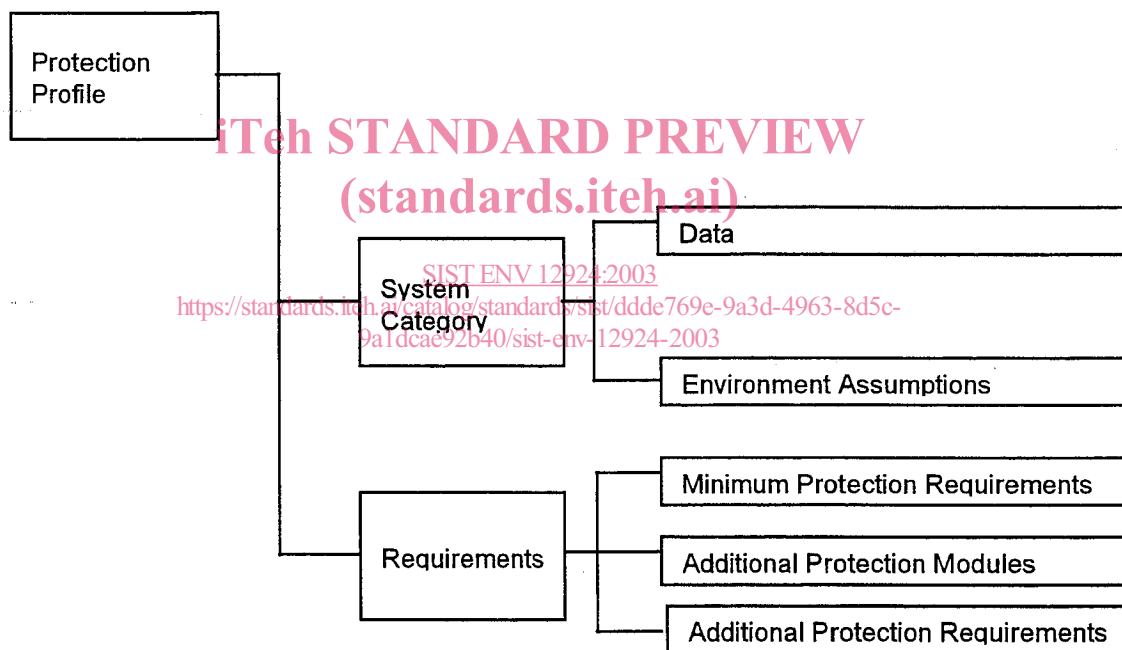 Protection
Profile
iTeh STANDARD PREVIEW
(standards.iteh.ai)
Data
SIST ENV 12924:2003
System
https://standards.iteh.ai/catalog/standards/sist/ddde769e-9a3d-4963-8d5c-
Category
9a1dcae92b40/sist-env-12924-2003
Environment Assumptions
Minimum Protection Requirements
Requirements
Additional Protection Modules
Additional Protection Requirements